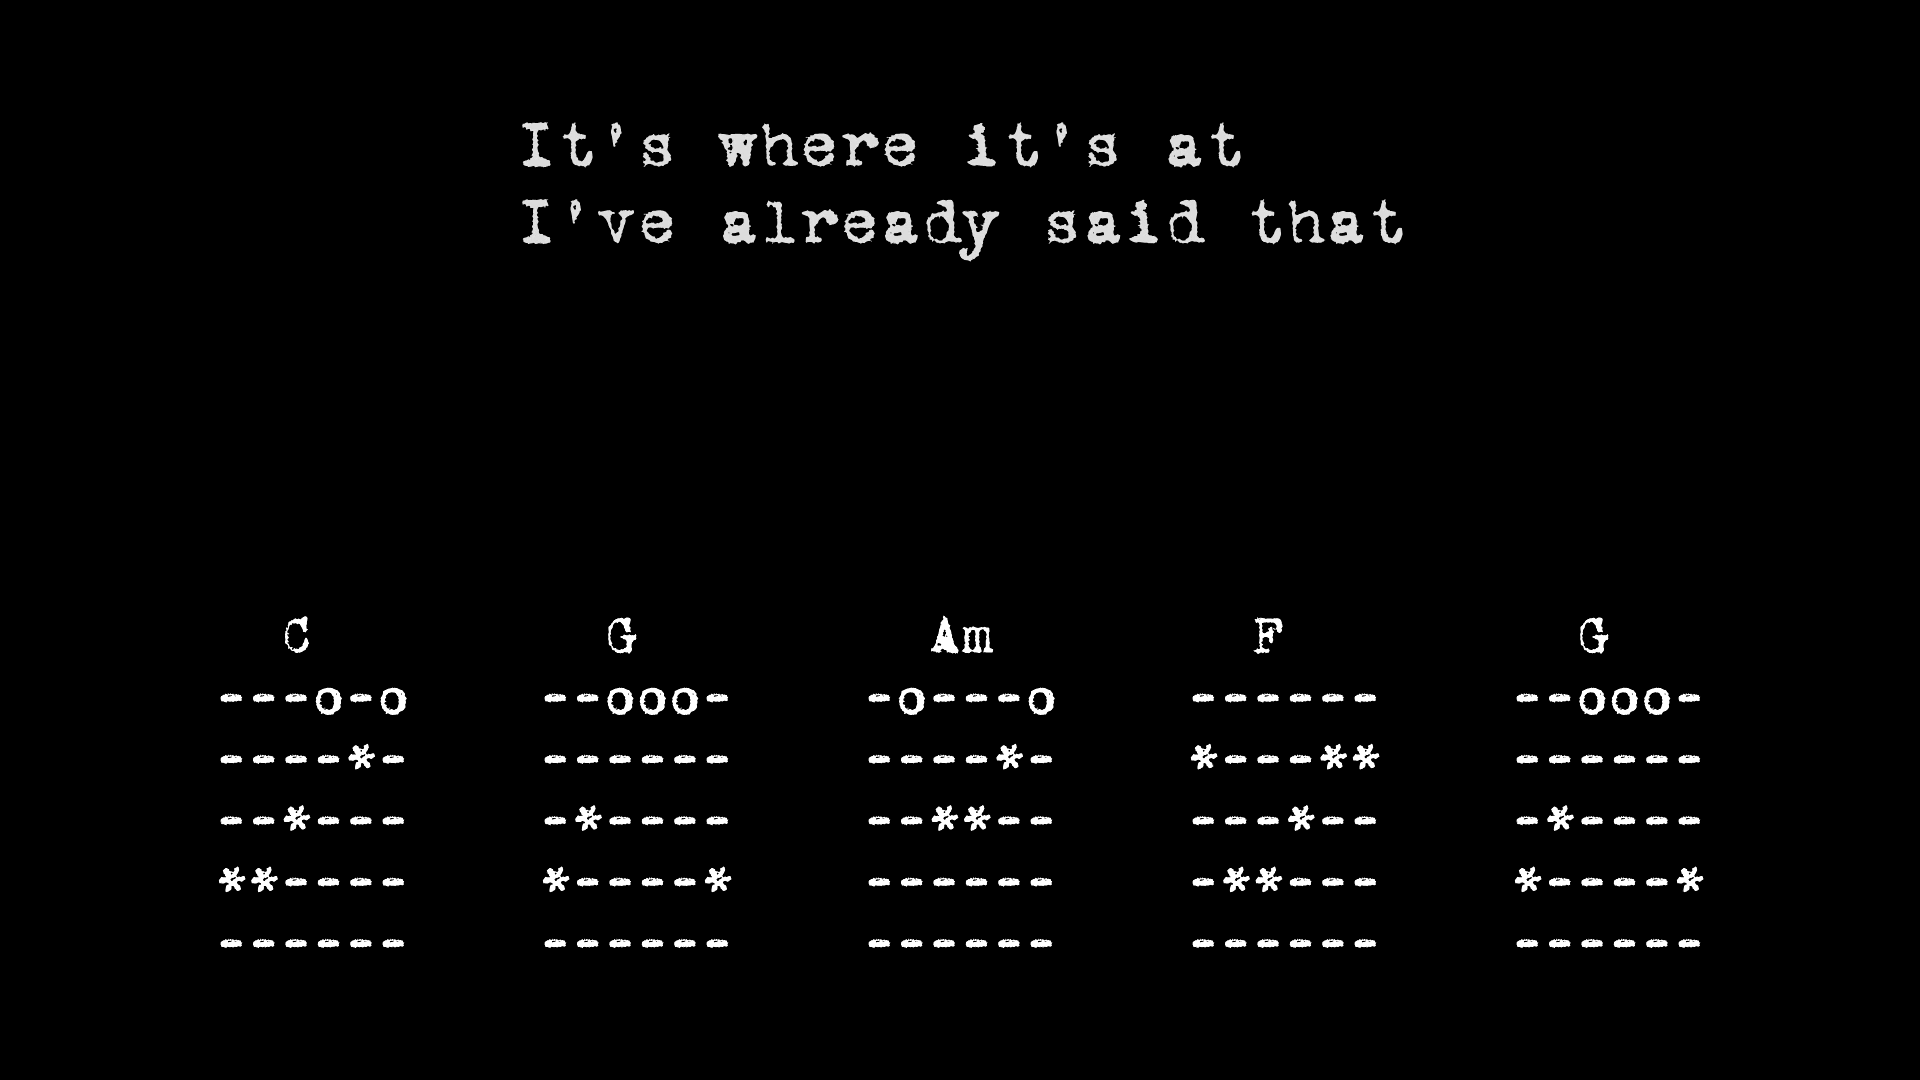 It's where it's at
I've already said that
C G Am F G
---o-o --ooo- -o---o ------ --ooo-
----*- ------ ----*- *---** ------
--*--- -*---- --**-- ---*-- -*----
**---- *----* ------ -**--- *----*
------ ------ ------ ------ ------